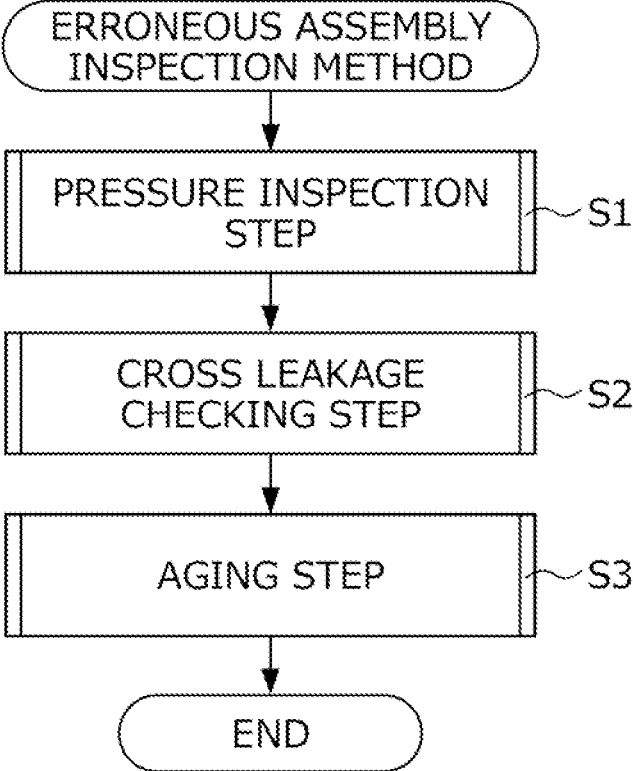 ERRONEOUS ASSEMBLY
INSPECTION METHOD
PRESSURE INSPECTION
STEP
S1
CROSS LEAKAGE
CHECKING STEP
S2
AGING STEP
S3
END